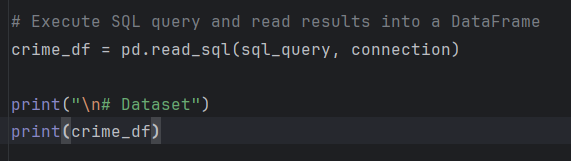 # Execute SQL query and read results into a DataFrame
crime_df = pd.read_sql(sql_query, connection)
print("\n# Dataset")
print(crime_df)